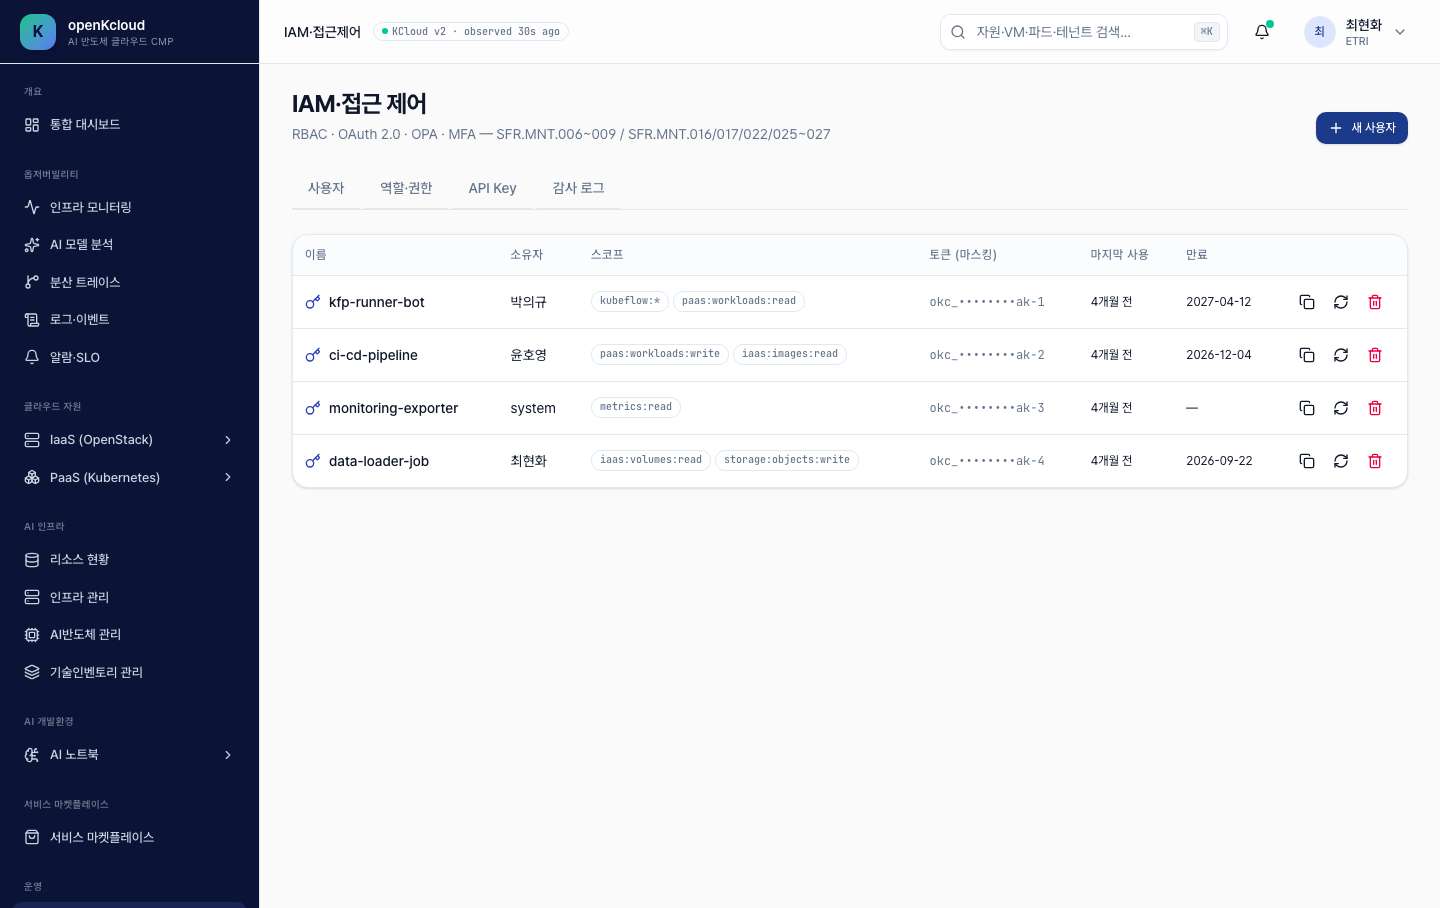 K
openKcloud
AI 반도체 클라우드 CMP
개요
통합 대시보드
옵저버빌리티
인프라 모니터링
AI 모델 분석
분산 트레이스
로그·이벤트
알람·SLO
클라우드 자원
IaaS (OpenStack)
PaaS (Kubernetes)
AI 인프라
리소스 현황
인프라 관리
AI반도체 관리
기술인벤토리 관리
AI 개발환경
AI 노트북
서비스 마켓플레이스
서비스 마켓플레이스
운영
IAM·접근제어
KCloud v2 · observed 30s ago
자원·VM·파드·테넌트 검색...
⌘K
최
최현화
ETRI
IAM·접근 제어
RBAC · OAuth 2.0 · OPA · MFA — SFR.MNT.006~009 / SFR.MNT.016/017/022/025~027
새 사용자
사용자 역할·권한 API Key 감사 로그
이름 소유자 스코프 토큰 (마스킹) 마지막 사용 만료
kfp-runner-bot 박의규 kubeflow:* paas:workloads:read okc_••••••••ak-1 4개월 전 2027-04-12
ci-cd-pipeline 윤호영 paas:workloads:write iaas:images:read okc_••••••••ak-2 4개월 전 2026-12-04
monitoring-exporter system metrics:read okc_••••••••ak-3 4개월 전 —
data-loader-job 최현화 iaas:volumes:read storage:objects:write okc_••••••••ak-4 4개월 전 2026-09-22